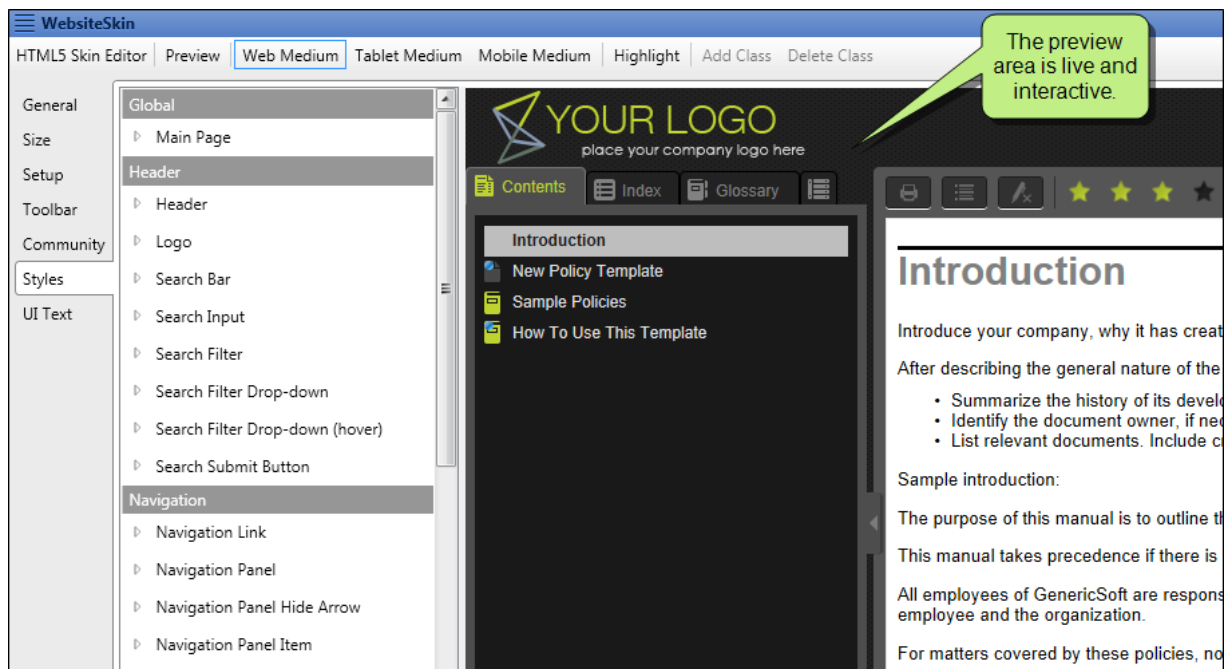 WebsiteSkin
HTML5 Skin Editor Preview Web Medium Tablet Medium Mobile Medium Highlight Add Class Delete Class
The preview
area is live and
interactive.
General
Size
Setup
Toolbar
Community
Styles
UI Text
Global
Main Page
Header
Header
Logo
Search Bar
Search Input
Search Filter
Search Filter Drop-down
Search Filter Drop-down (hover)
Search Submit Button
Navigation
Navigation Link
Navigation Panel
Navigation Panel Hide Arrow
Navigation Panel Item
YOUR LOGO
place your company logo here
Contents Index Glossary
Introduction
New Policy Template
Sample Policies
How To Use This Template
Introduction
Introduce your company, why it has creat
After describing the general nature of the
• Summarize the history of its develo
• Identify the document owner, if nec
• List relevant documents. Include c
Sample introduction:
The purpose of this manual is to outline th
This manual takes precedence if there is
All employees of GenericSoft are respons
employee and the organization.
For matters covered by these policies, no